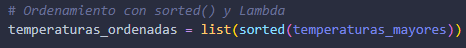 # Ordenamiento con sorted() y Lambda
temperaturas_ordenadas = list(sorted(temperaturas_mayores))